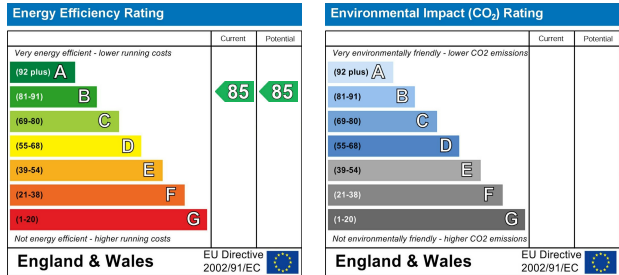 Energy Efficiency Rating
Current Potential
Very energy efficient - lower running costs
(92 plus) A
(81-91) B
85 85
(69-80) C
(55-68) D
(39-54) E
(21-38) F
(1-20) G
Not energy efficient - higher running costs
England & Wales
EU Directive
2002/91/EC
Environmental Impact (CO₂) Rating
Current Potential
Very environmentally friendly - lower CO2 emissions
(92 plus) A
(81-91) B
(69-80) C
(55-68) D
(39-54) E
(21-38) F
(1-20) G
Not environmentally friendly - higher CO2 emissions
England & Wales
EU Directive
2002/91/EC